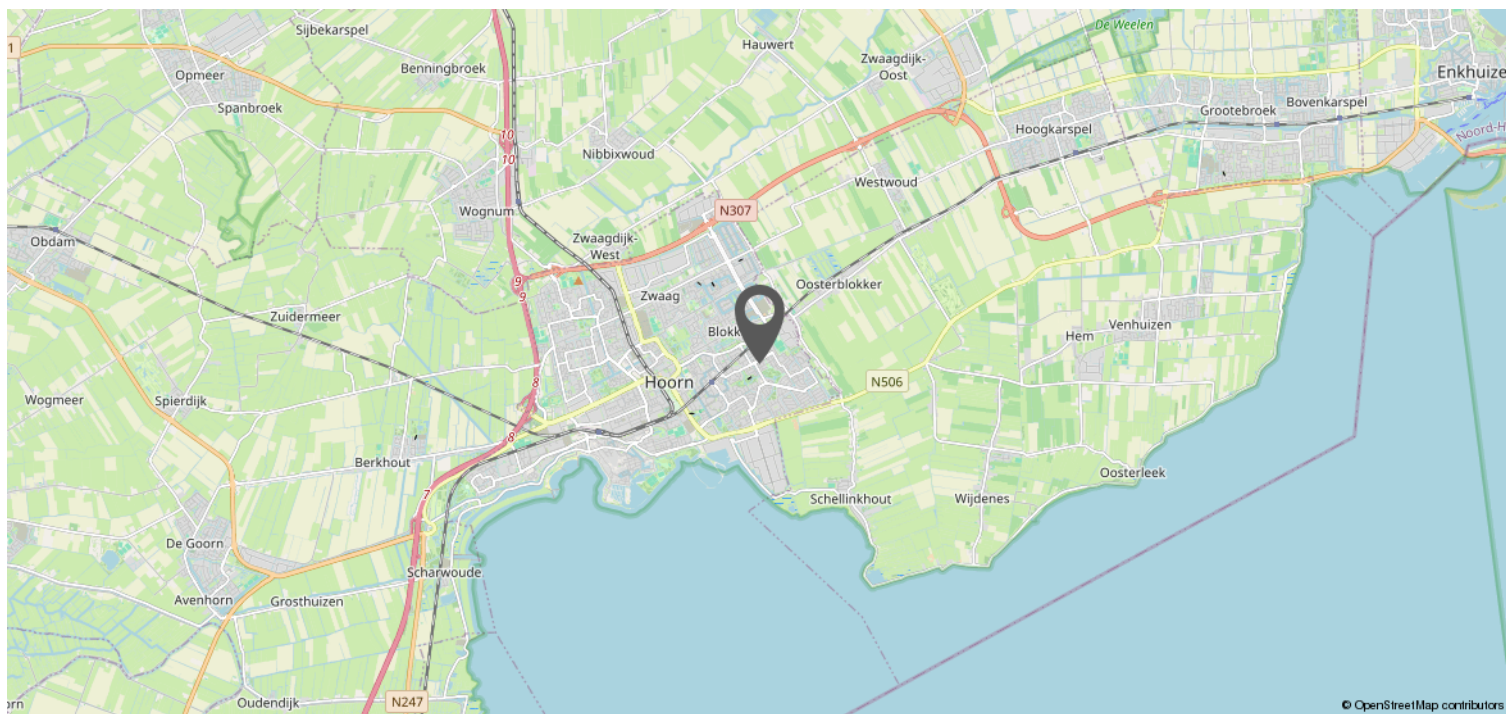 De Weelen
Sijbekarspel
Hauwert
1
Benningbroek
Zwaagdijk-
Oost
Opmeer
Enkhuize
Spanbroek
Bovenkarspel
Grootebroek
Hoogkarspel
10
10
Noord-H
Nibbixwoud
Westwoud
Wognum
N307
Obdam
Zwaagdijk-
West
9
9
Oosterblokker
Zwaag
Zuidermeer
Venhuizen
Blokk
Hem
8
Hoorn
N506
Wogmeer
Spierdijk
8
Berkhout
Oosterleek
7
Schellinkhout
Wijdenes
De Goorn
Scharwoude
Avenhorn
Grosthuizen
orn
Oudendijk
N247
© OpenStreetMap contributors